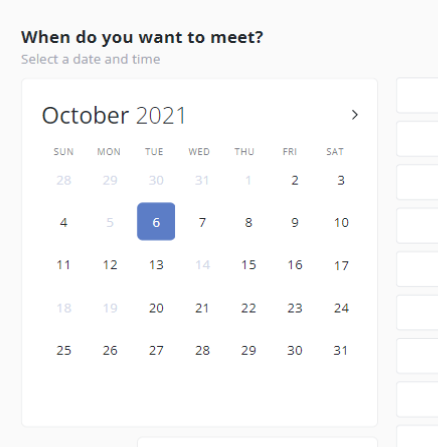 When do you want to meet?
Select a date and time
October 2021
SUN MON TUE WED THU FRI SAT
28 29 30 31 1 2 3
4 5 6 7 8 9 10
11 12 13 14 15 16 17
18 19 20 21 22 23 24
25 26 27 28 29 30 31